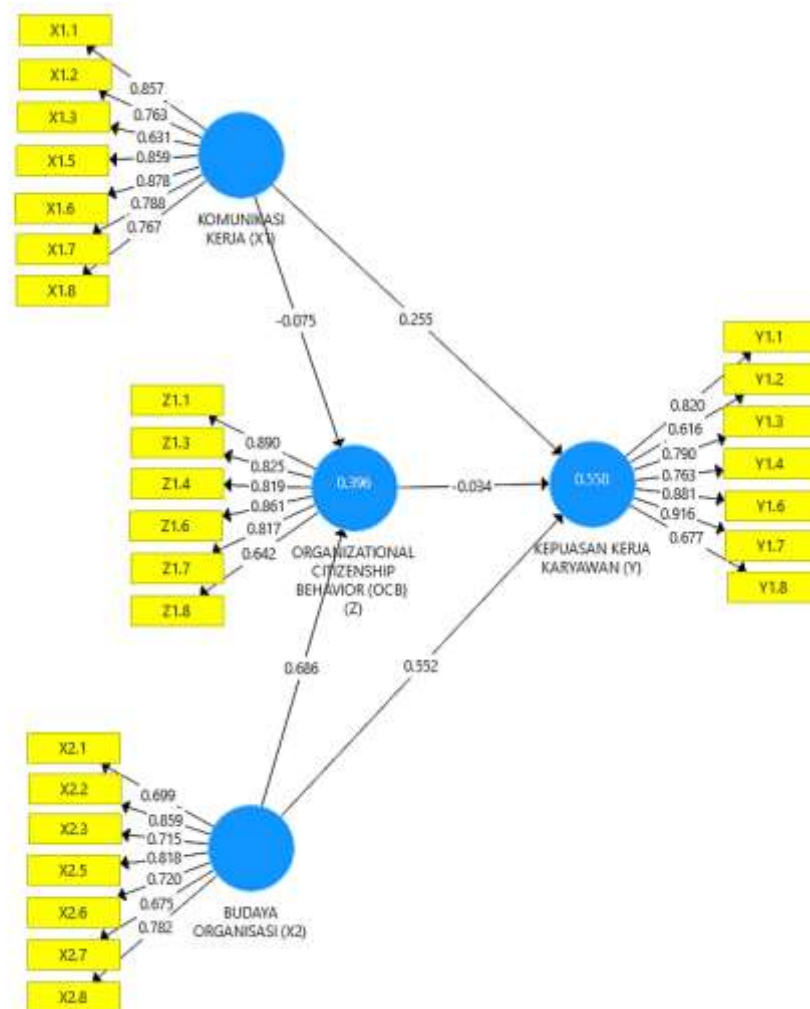 X1.1
X1.2
X1.3
X1.5
X1.6
X1.7
X1.8
0.857
0.763
0.631
0.859
0.878
0.788
0.767
KOMUNIKASI
KERJA (X1)
-0.075
0.255
Z1.1
Z1.3
Z1.4
Z1.6
Z1.7
Z1.8
0.890
0.825
0.819
0.861
0.817
0.642
0.396
ORGANIZATIONAL
CITIZENSHIP
BEHAVIOR (OCB)
(Z)
-0.034
0.558
KEPUASAN KERJA
KARYAWAN (Y)
0.820
0.616
0.790
0.763
0.881
0.916
0.677
Y1.1
Y1.2
Y1.3
Y1.4
Y1.6
Y1.7
Y1.8
0.686
0.552
X2.1
X2.2
X2.3
X2.5
X2.6
X2.7
X2.8
0.699
0.859
0.715
0.818
0.720
0.675
0.782
BUDAYA
ORGANISASI (X2)